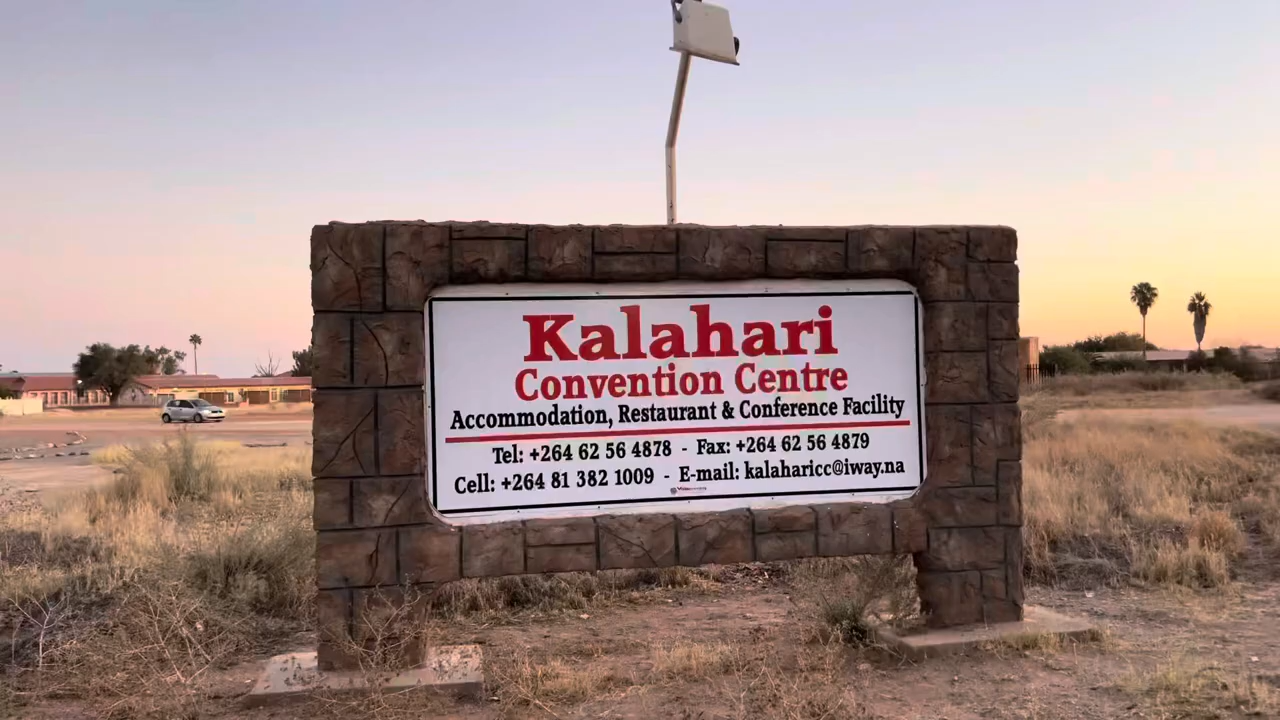 Kalahari
Convention Centre
Accommodation, Restaurant & Conference Facility
Tel: +264 62 56 4878 - Fax: +264 62 56 4879
Cell: +264 81 382 1009 - E-mail: kalaharicc@iway.na